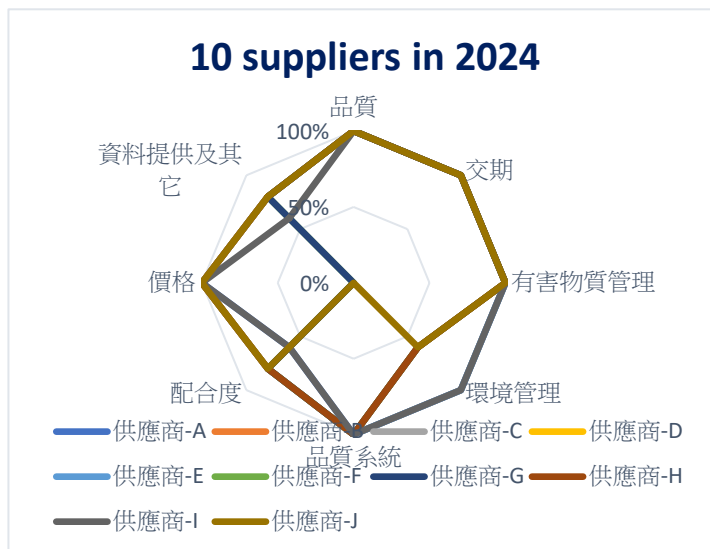 10 suppliers in 2024
品質
100%
資料提供及其
它
交期
50%
價格
0%
有害物質管理
配合度
環境管理
品質系統
供應商-A
供應商-B
供應商-C
供應商-D
供應商-E
供應商-F
供應商-G
供應商-H
供應商-I
供應商-J